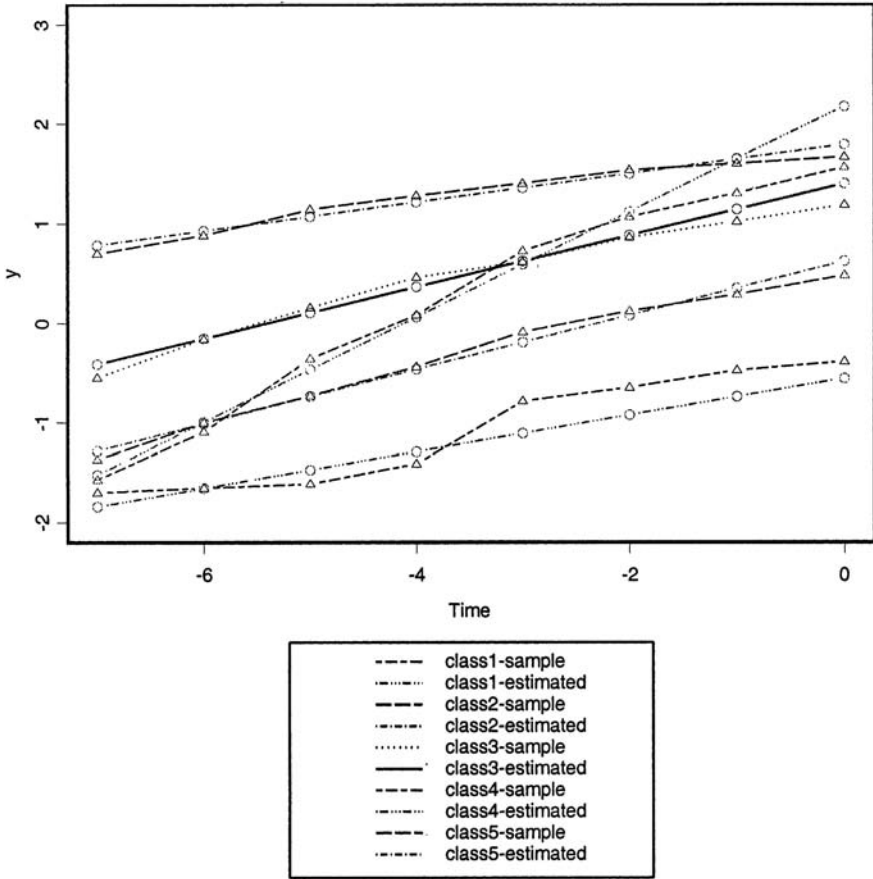 3
2
1
0
-1
-2
y
-6
-4
-2
0
Time
class1-sample
class1-estimated
class2-sample
class2-estimated
class3-sample
class3-estimated
class4-sample
class4-estimated
class5-sample
class5-estimated